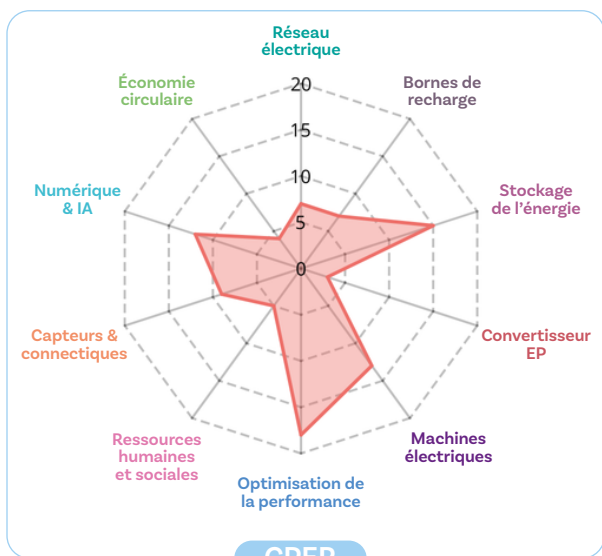 Réseau
électrique
Économie
circulaire
Bornes de
recharge
20
15
10
5
0
Numérique
& IA
Stockage
de l'énergie
Capteurs &
connectiques
Convertisseur
EP
Ressources
humaines
et sociales
Machines
électriques
Optimisation de
la performance